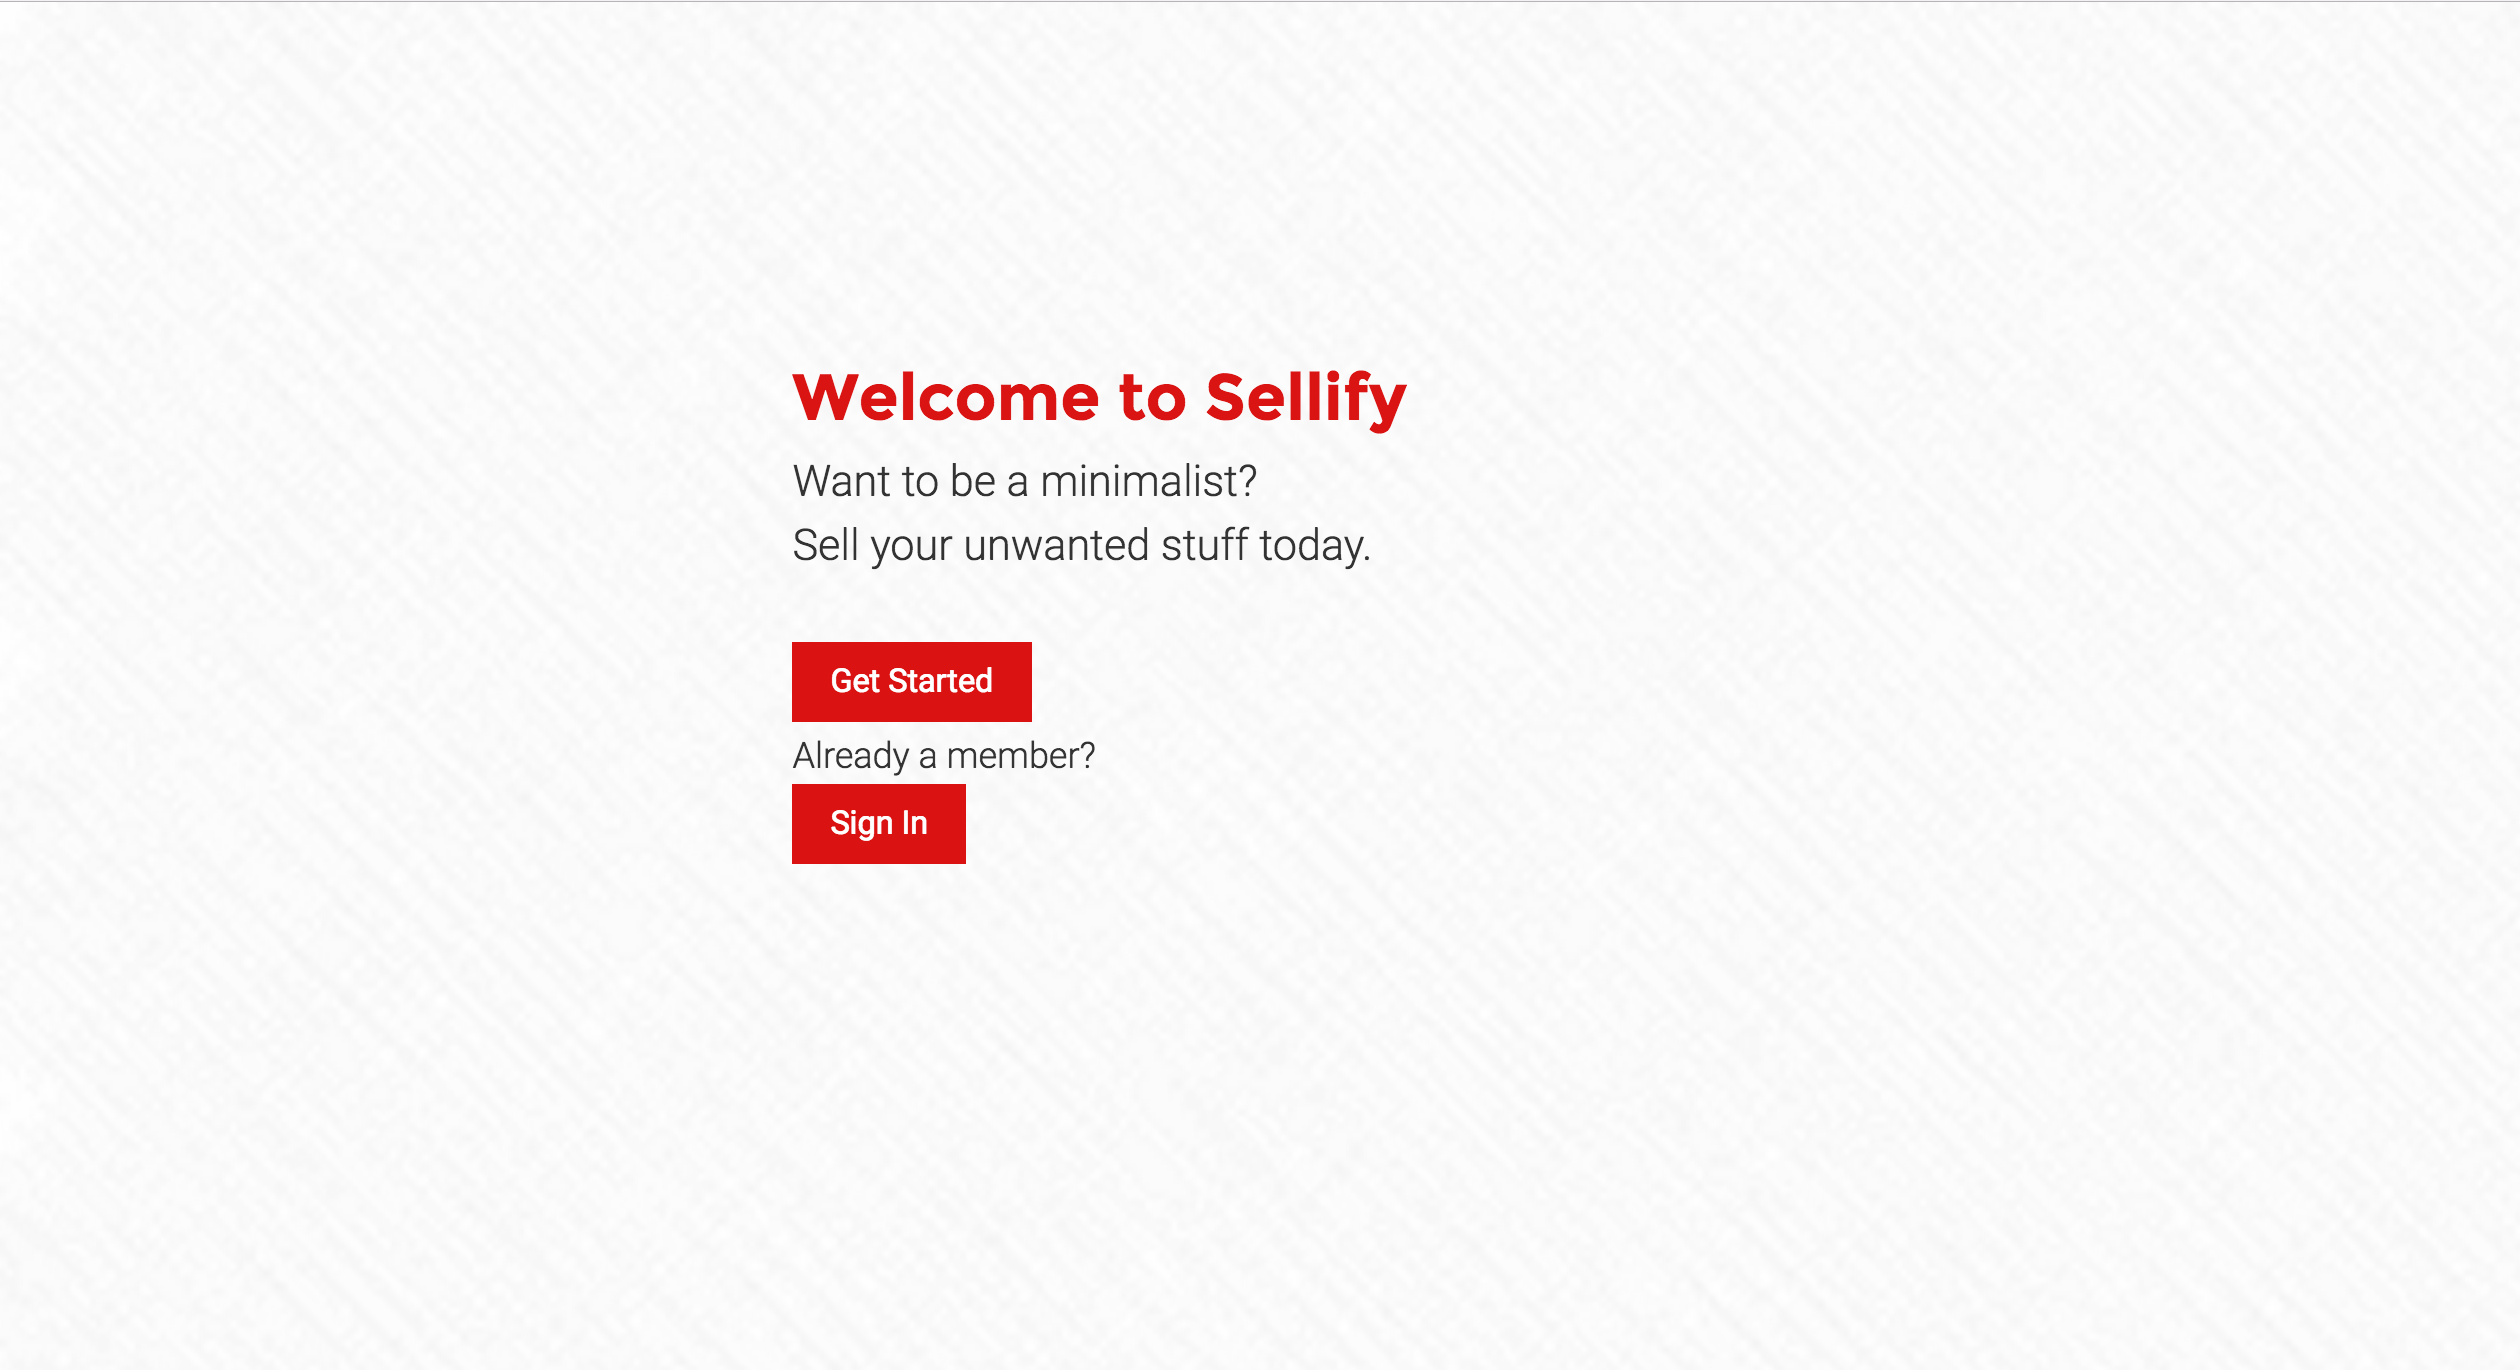 Welcome to Sellify
Want to be a minimalist?
Sell your unwanted stuff today.
Get Started
Already a member?
Sign In